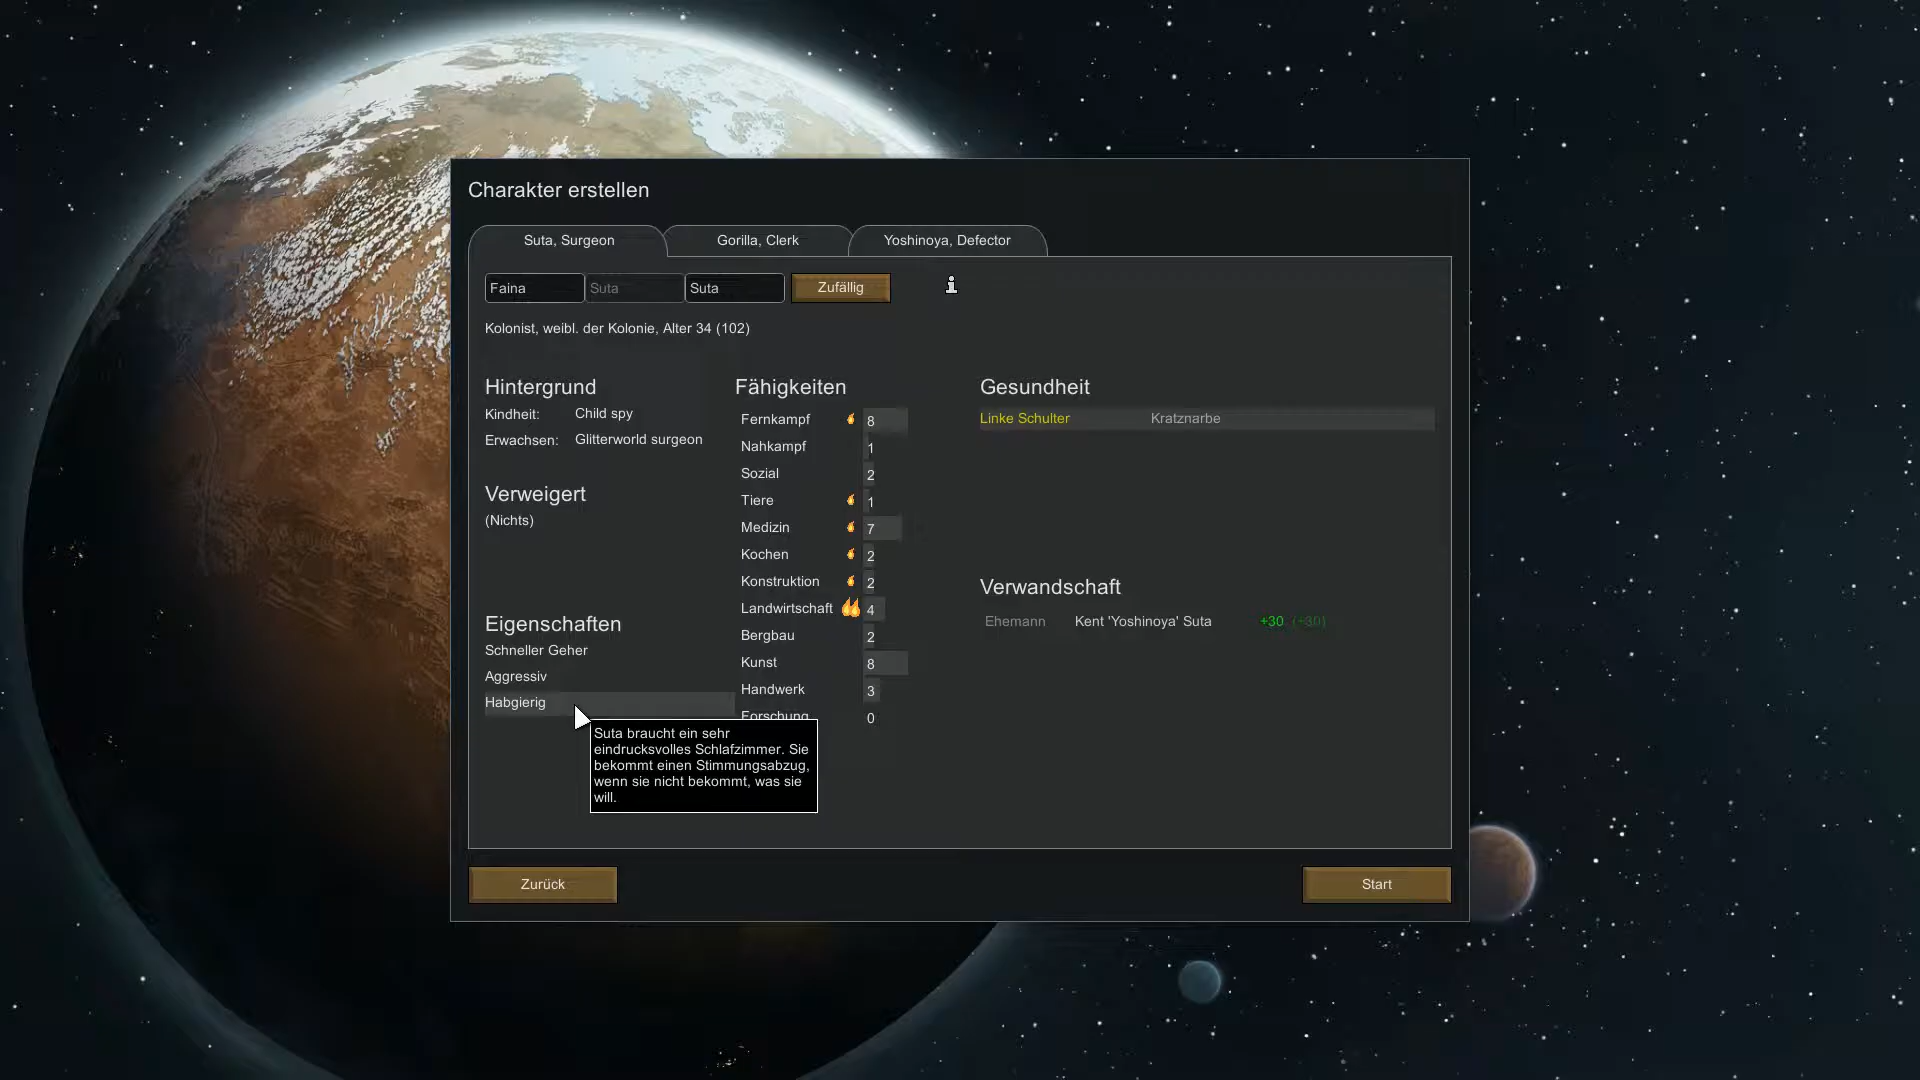 Charakter erstellen
Suta, Surgeon Gorilla, Clerk Yoshinoya, Defector
Faina Suta Suta Zufällig
Kolonist, weibl. der Kolonie, Alter 34 (102)
Hintergrund
Kindheit: Child spy
Erwachsen: Glitterworld surgeon
Verweigert
(Nichts)
Eigenschaften
Schneller Geher
Aggressiv
Habgierig
Fähigkeiten
Fernkampf 8
Nahkampf 1
Sozial 2
Tiere 1
Medizin 7
Kochen 2
Konstruktion 2
Landwirtschaft 4
Bergbau 2
Kunst 8
Handwerk 3
Forschung 0
Suta braucht ein sehr
eindrucksvolles Schlafzimmer. Sie
bekommt einen Stimmungsabzug,
wenn sie nicht bekommt, was sie
will.
Gesundheit
Linke Schulter Kratznarbe
Verwandschaft
Ehemann Kent 'Yoshinoya' Suta +30 (+30)
Zurück Start